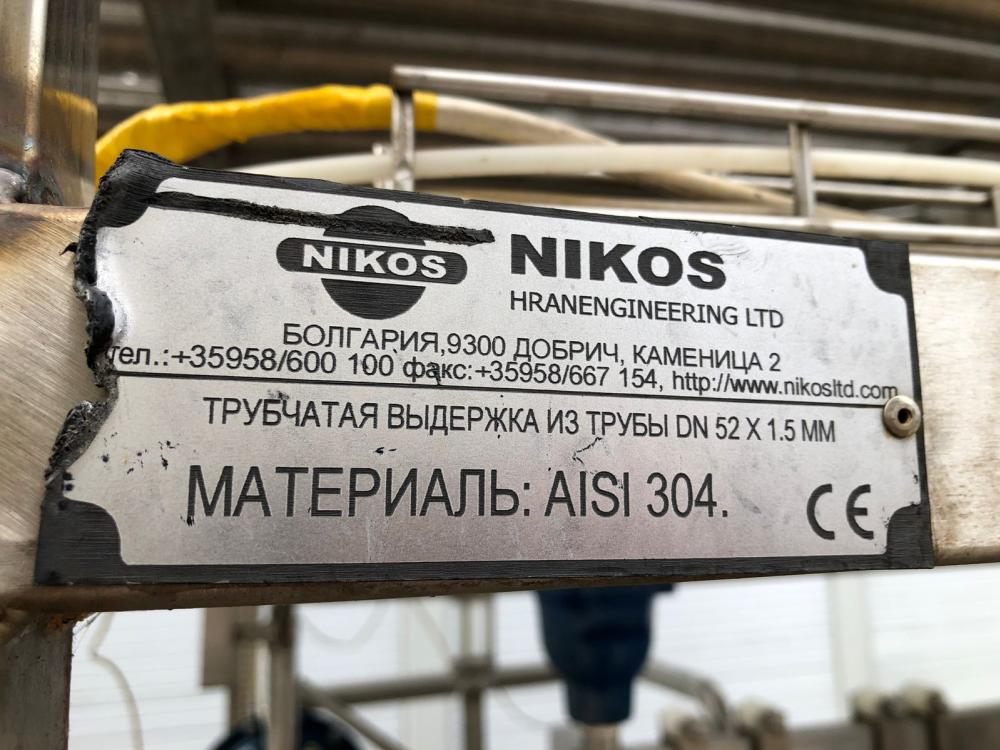 NIKOS
NIKOS
HRANENGINEERING LTD
БОЛГАРИЯ,9300 ДОБРИЧ, КАМЕНИЦА 2
тел.:+35958/600 100 факс:+35958/667 154, http://www.nikosltd.com
ТРУБЧАТАЯ ВЫДЕРЖКА ИЗ ТРУБЫ DN 52 X 1.5 ММ
МАТЕРИАЛЬ: AISI 304.
CE